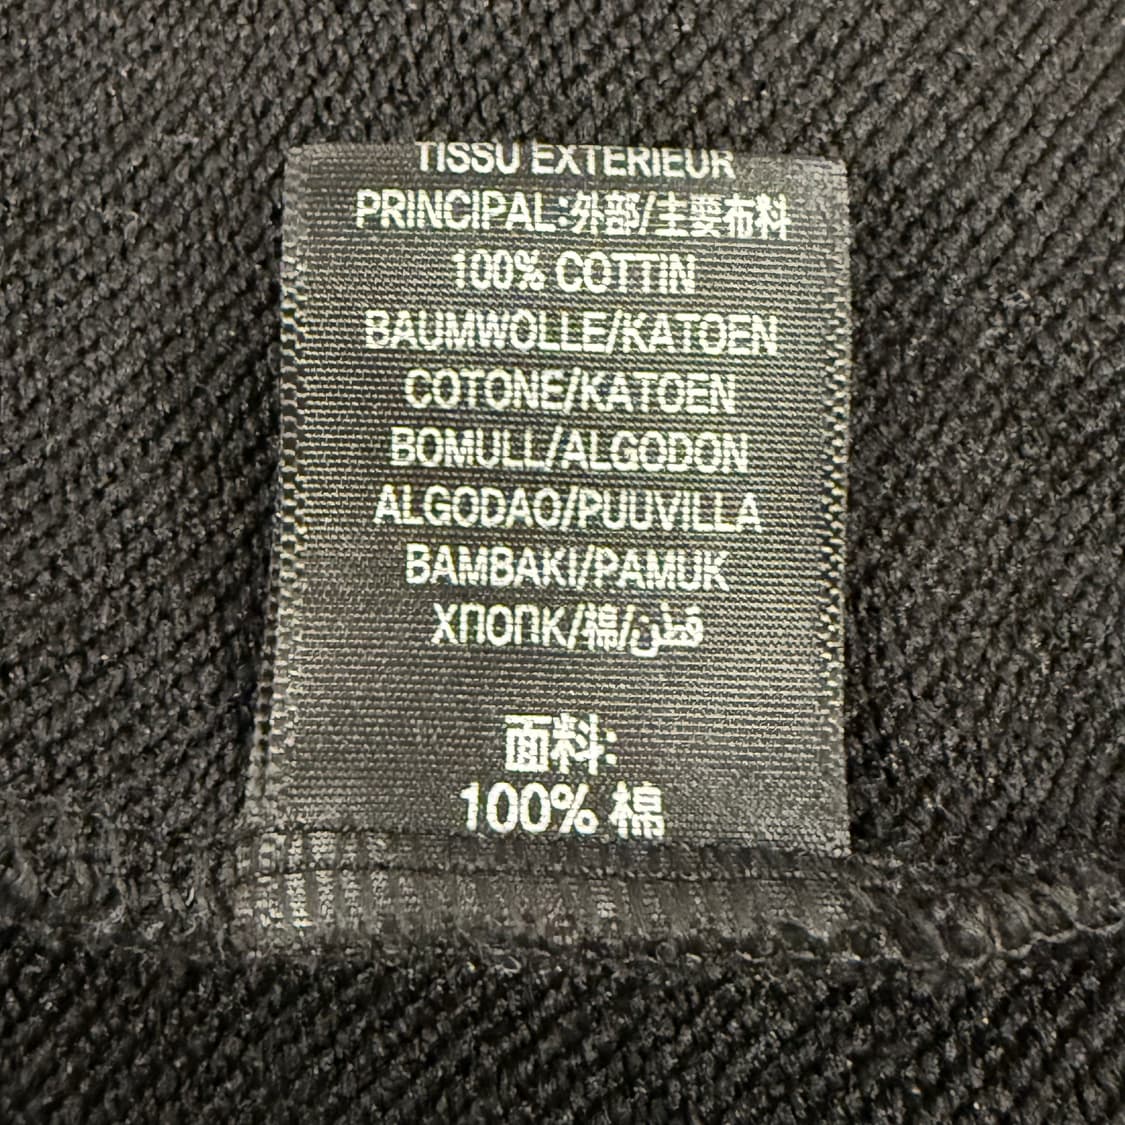 TISSU EXTERIEUR
PRINCIPAL:外部/主要布料
100% COTTIN
BAUMWOLLE/KATOEN
COTONE/KATOEN
BOMULL/ALGODON
ALGODAO/PUUVILLA
BAMBAKI/PAMUK
ХПОПК/棉/قطن
面料:
100% 棉